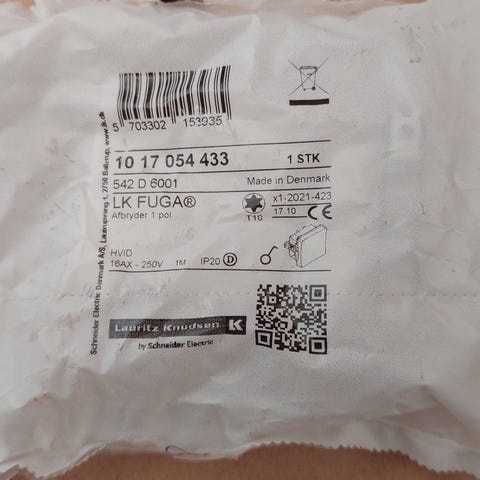 5 703302 153935
10 17 054 433 1 STK
542 D 6001 Made in Denmark
LK FUGA® T10 x1-2021-423
Afbryder 1 pol 17.10 CE
HVID
16AX - 250V 1M IP20 D
Lauritz Knudsen K
by Schneider Electric
Schneider Electric Danmark A/S, Lautrupvang 1, 2750 Ballerup, www.lk.dk